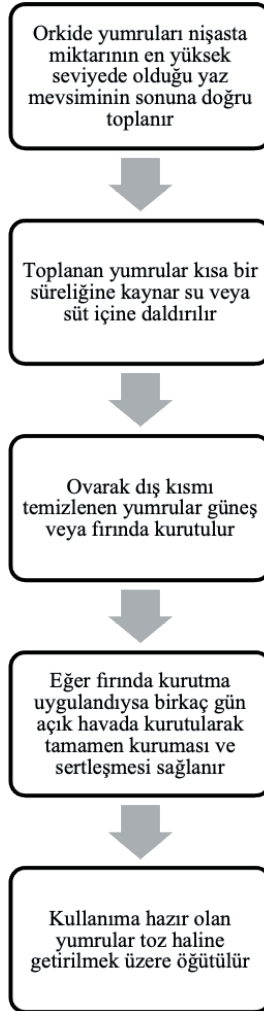 Orkide yumruları nişasta
miktarının en yüksek
seviyede olduğu yaz
mevsiminin sonuna doğru
toplanır
Toplanan yumrular kısa bir
süreliğine kaynar su veya
süt içine daldırılır
Ovarak dış kısmı
temizlenen yumrular güneş
veya fırında kurutulur
Eğer fırında kurutma
uygulandıysa birkaç gün
açık havada kurutularak
tamamen kuruması ve
sertleşmesi sağlanır
Kullanıma hazır olan
yumrular toz haline
getirilmek üzere öğütülür